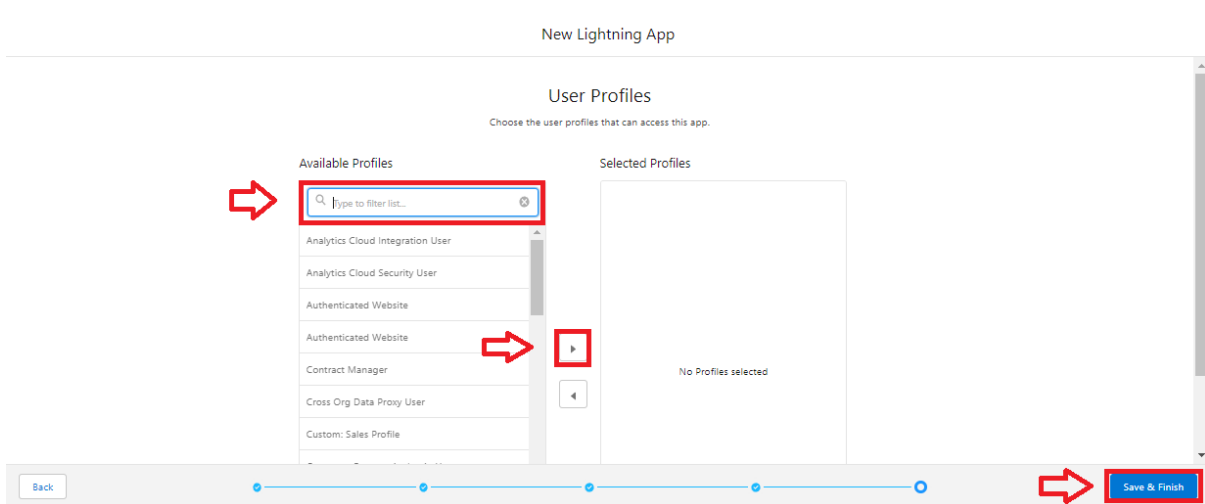 New Lightning App
User Profiles
Choose the user profiles that can access this app.
Available Profiles
Selected Profiles
Type to filter list...
Analytics Cloud Integration User
Analytics Cloud Security User
Authenticated Website
Authenticated Website
Contract Manager
Cross Org Data Proxy User
Custom: Sales Profile
No Profiles selected
Back
Save & Finish